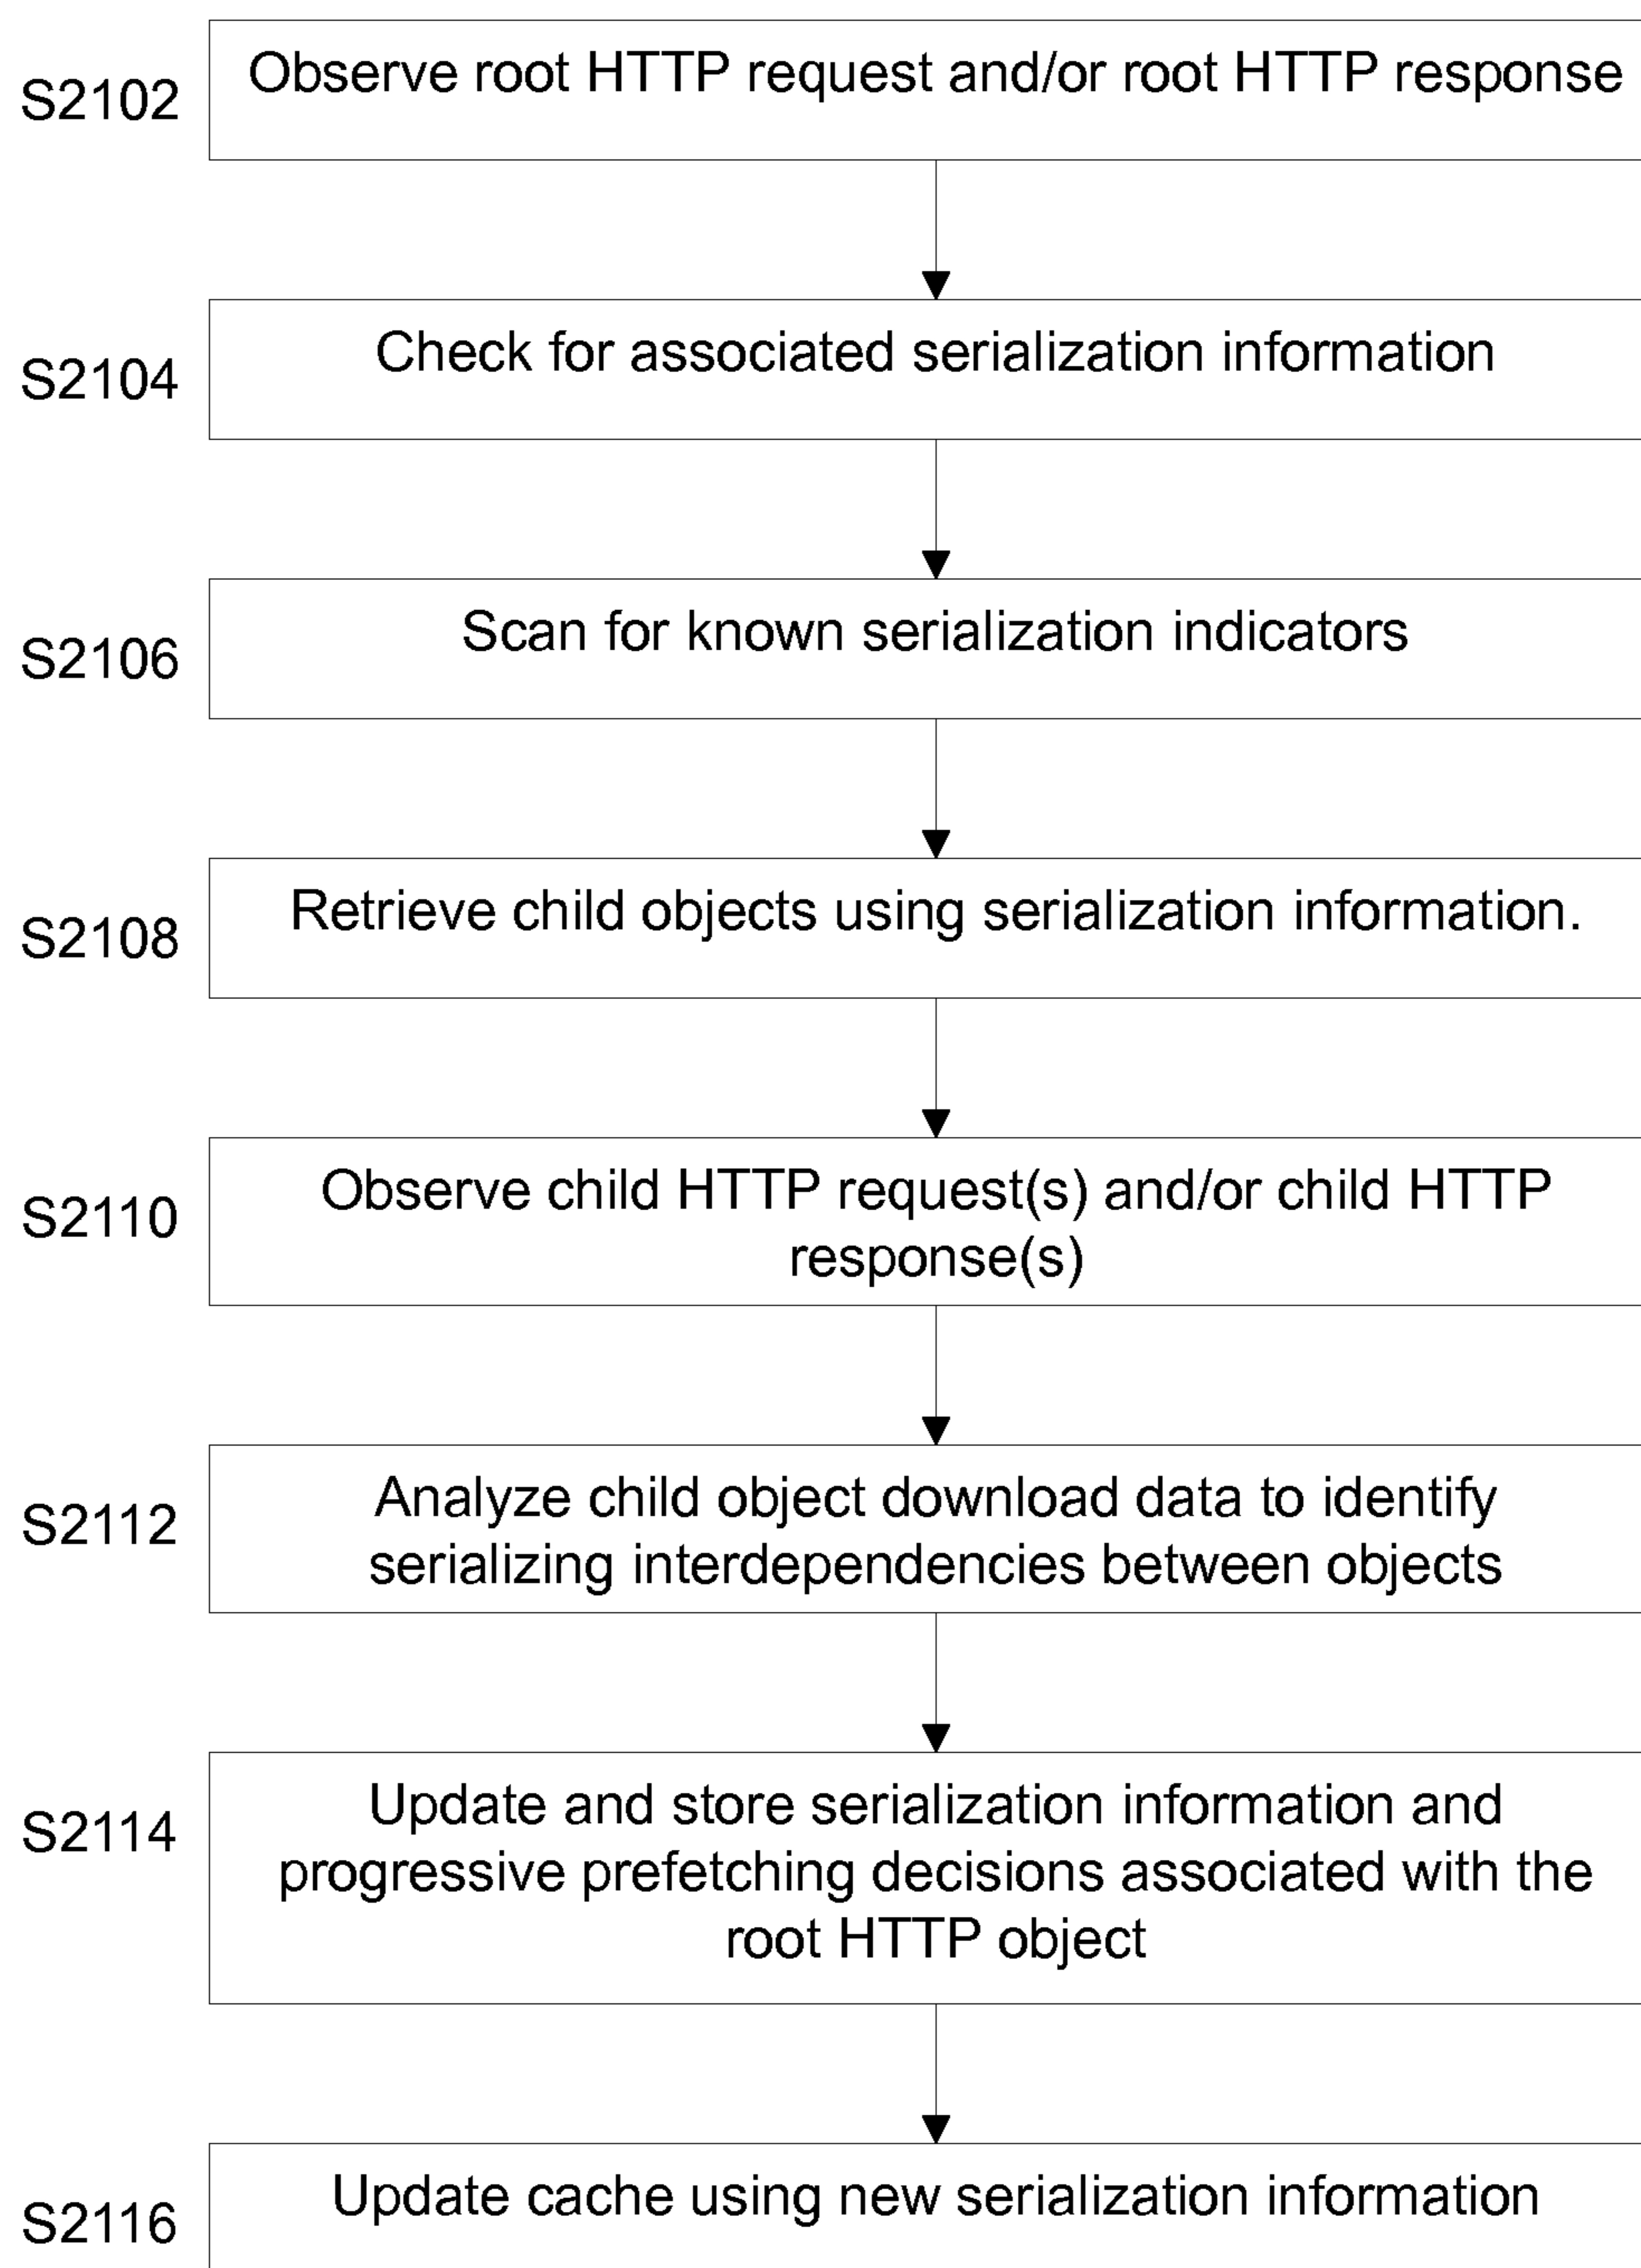 S2102
Observe root HTTP request and/or root HTTP response
S2104
Check for associated serialization information
S2106
Scan for known serialization indicators
S2108
Retrieve child objects using serialization information.
S2110
Observe child HTTP request(s) and/or child HTTP
response(s)
S2112
Analyze child object download data to identify
serializing interdependencies between objects
S2114
Update and store serialization information and
progressive prefetching decisions associated with the
root HTTP object
S2116
Update cache using new serialization information